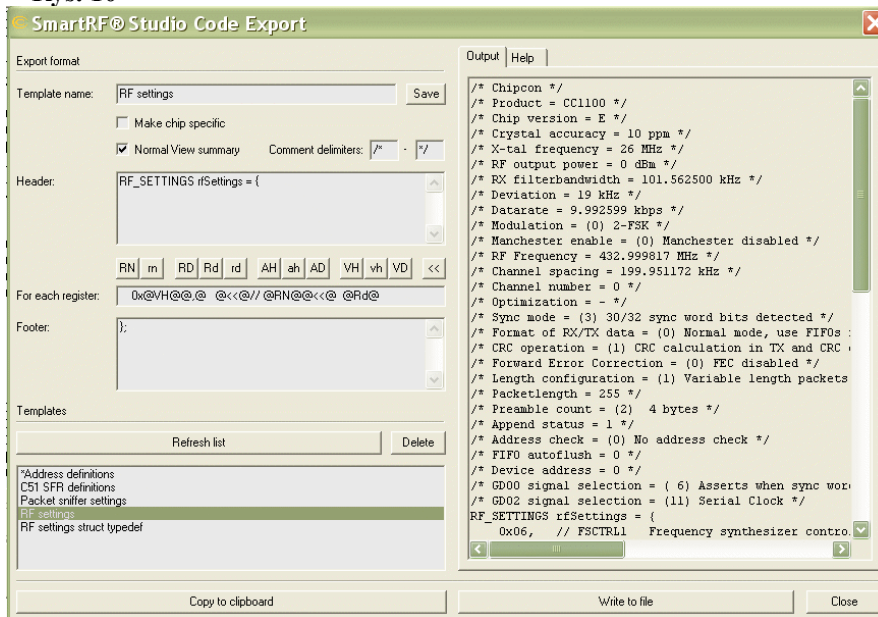 SmartRF® Studio Code Export
Export format
Template name: RF settings Save
Make chip specific
Normal View summary Comment delimiters: /* - */
Header: RF_SETTINGS rfSettings = {
RN rn RD Rd rd AH ah AD VH vh VD <<
For each register: 0x@VH@@,@ @<<@// @RN@@<<@ @Rd@
Footer: };
Templates
Refresh list Delete
*Address definitions
C51 SFR definitions
Packet sniffer settings
RF settings
RF settings struct typedef
Copy to clipboard
Output Help
/* Chipcon */
/* Product = CC1100 */
/* Chip version = E */
/* Crystal accuracy = 10 ppm */
/* X-tal frequency = 26 MHz */
/* RF output power = 0 dBm */
/* RX filterbandwidth = 101.562500 kHz */
/* Deviation = 19 kHz */
/* Datarate = 9.992599 kbps */
/* Modulation = (0) 2-FSK */
/* Manchester enable = (0) Manchester disabled */
/* RF Frequency = 432.999817 MHz */
/* Channel spacing = 199.951172 kHz */
/* Channel number = 0 */
/* Optimization = - */
/* Sync mode = (3) 30/32 sync word bits detected */
/* Format of RX/TX data = (0) Normal mode, use FIFOs
/* CRC operation = (1) CRC calculation in TX and CRC
/* Forward Error Correction = (0) FEC disabled */
/* Length configuration = (1) Variable length packets
/* Packetlength = 255 */
/* Preamble count = (2) 4 bytes */
/* Append status = 1 */
/* Address check = (0) No address check */
/* FIFO autoflush = 0 */
/* Device address = 0 */
/* GDO0 signal selection = ( 6) Asserts when sync wor
/* GDO2 signal selection = (11) Serial Clock */
RF_SETTINGS rfSettings = {
0x06, // FSCTRL1 Frequency synthesizer contro
Write to file Close